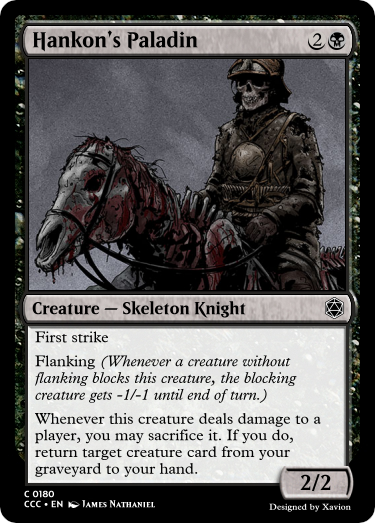 Hankon's Paladin 2
Creature — Skeleton Knight
First strike
Flanking (Whenever a creature without
flanking blocks this creature, the blocking
creature gets -1/-1 until end of turn.)
Whenever this creature deals damage to a
player, you may sacrifice it. If you do,
return target creature card from your
graveyard to your hand.
2/2
C 0180
CCC • EN JAMES NATHANIEL
Designed by Xavion